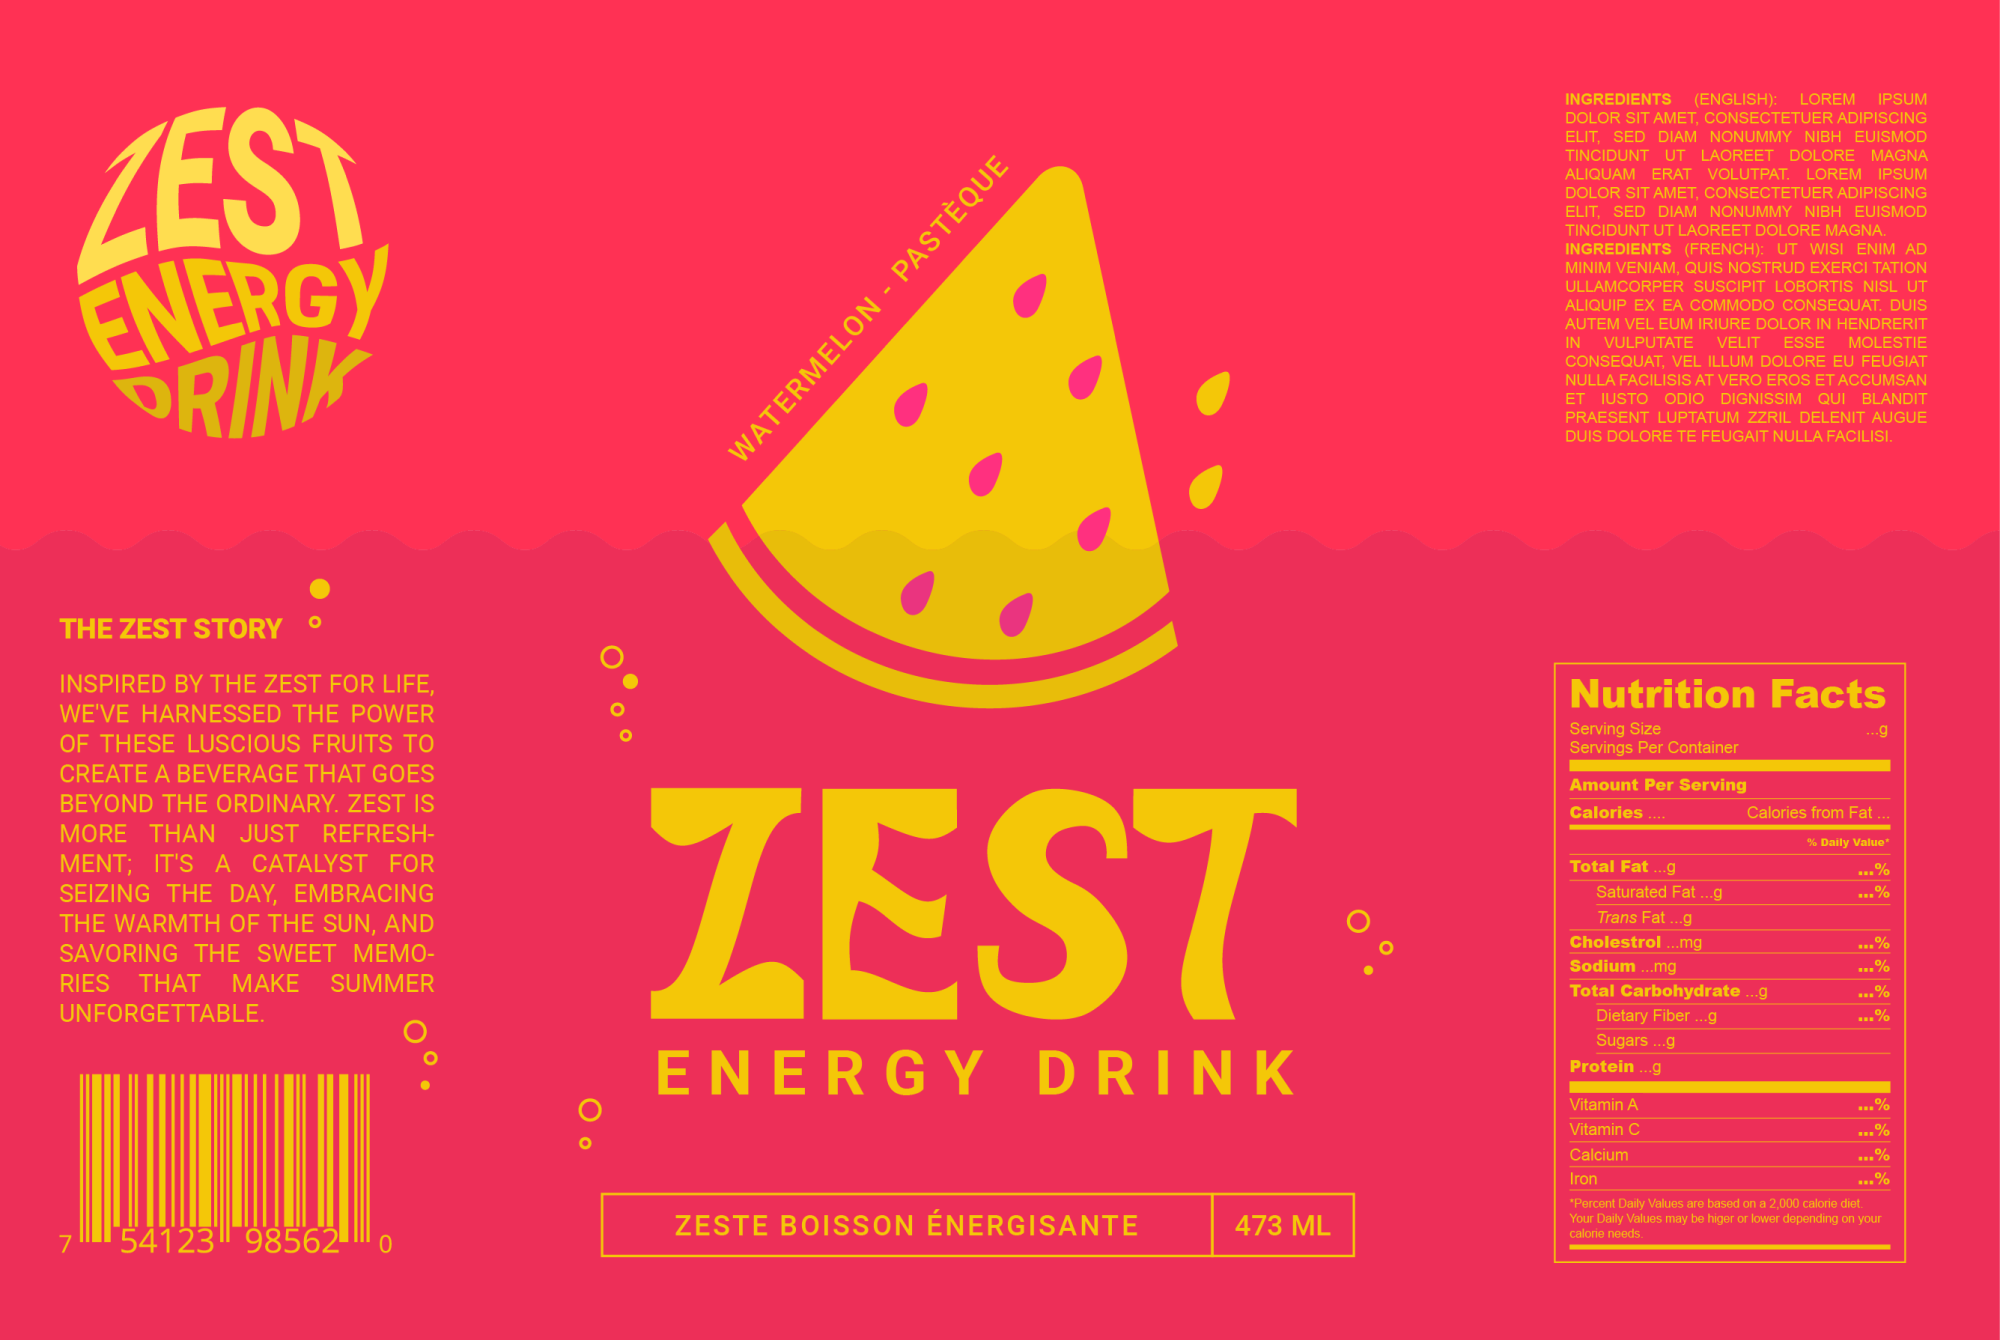 ZEST
ENERGY
DRINK
THE ZEST STORY
INSPIRED BY THE ZEST FOR LIFE,
WE'VE HARNESSED THE POWER
OF THESE LUSCIOUS FRUITS TO
CREATE A BEVERAGE THAT GOES
BEYOND THE ORDINARY. ZEST IS
MORE THAN JUST REFRESH-
MENT; IT'S A CATALYST FOR
SEIZING THE DAY, EMBRACING
THE WARMTH OF THE SUN, AND
SAVORING THE SWEET MEMO-
RIES THAT MAKE SUMMER
UNFORGETTABLE.
7 54123 98562 0
WATERMELON - PASTÈQUE
ZEST
ENERGY DRINK
ZESTE BOISSON ÉNERGISANTE 473 ML
INGREDIENTS (ENGLISH): LOREM IPSUM
DOLOR SIT AMET, CONSECTETUER ADIPISCING
ELIT, SED DIAM NONUMMY NIBH EUISMOD
TINCIDUNT UT LAOREET DOLORE MAGNA
ALIQUAM ERAT VOLUTPAT. LOREM IPSUM
DOLOR SIT AMET, CONSECTETUER ADIPISCING
ELIT, SED DIAM NONUMMY NIBH EUISMOD
TINCIDUNT UT LAOREET DOLORE MAGNA.
INGREDIENTS (FRENCH): UT WISI ENIM AD
MINIM VENIAM, QUIS NOSTRUD EXERCI TATION
ULLAMCORPER SUSCIPIT LOBORTIS NISL UT
ALIQUIP EX EA COMMODO CONSEQUAT. DUIS
AUTEM VEL EUM IRIURE DOLOR IN HENDRERIT
IN VULPUTATE VELIT ESSE MOLESTIE
CONSEQUAT, VEL ILLUM DOLORE EU FEUGIAT
NULLA FACILISIS AT VERO EROS ET ACCUMSAN
ET IUSTO ODIO DIGNISSIM QUI BLANDIT
PRAESENT LUPTATUM ZZRIL DELENIT AUGUE
DUIS DOLORE TE FEUGAIT NULLA FACILISI.
Nutrition Facts
Serving Size ...g
Servings Per Container
Amount Per Serving
Calories .... Calories from Fat ...
% Daily Value*
Total Fat ...g ...%
Saturated Fat ...g ...%
Trans Fat ...g
Cholestrol ...mg ...%
Sodium ...mg ...%
Total Carbohydrate ...g ...%
Dietary Fiber ...g ...%
Sugars ...g
Protein ...g
Vitamin A ...%
Vitamin C ...%
Calcium ...%
Iron ...%
*Percent Daily Values are based on a 2,000 calorie diet.
Your Daily Values may be higer or lower depending on your
calorie needs.